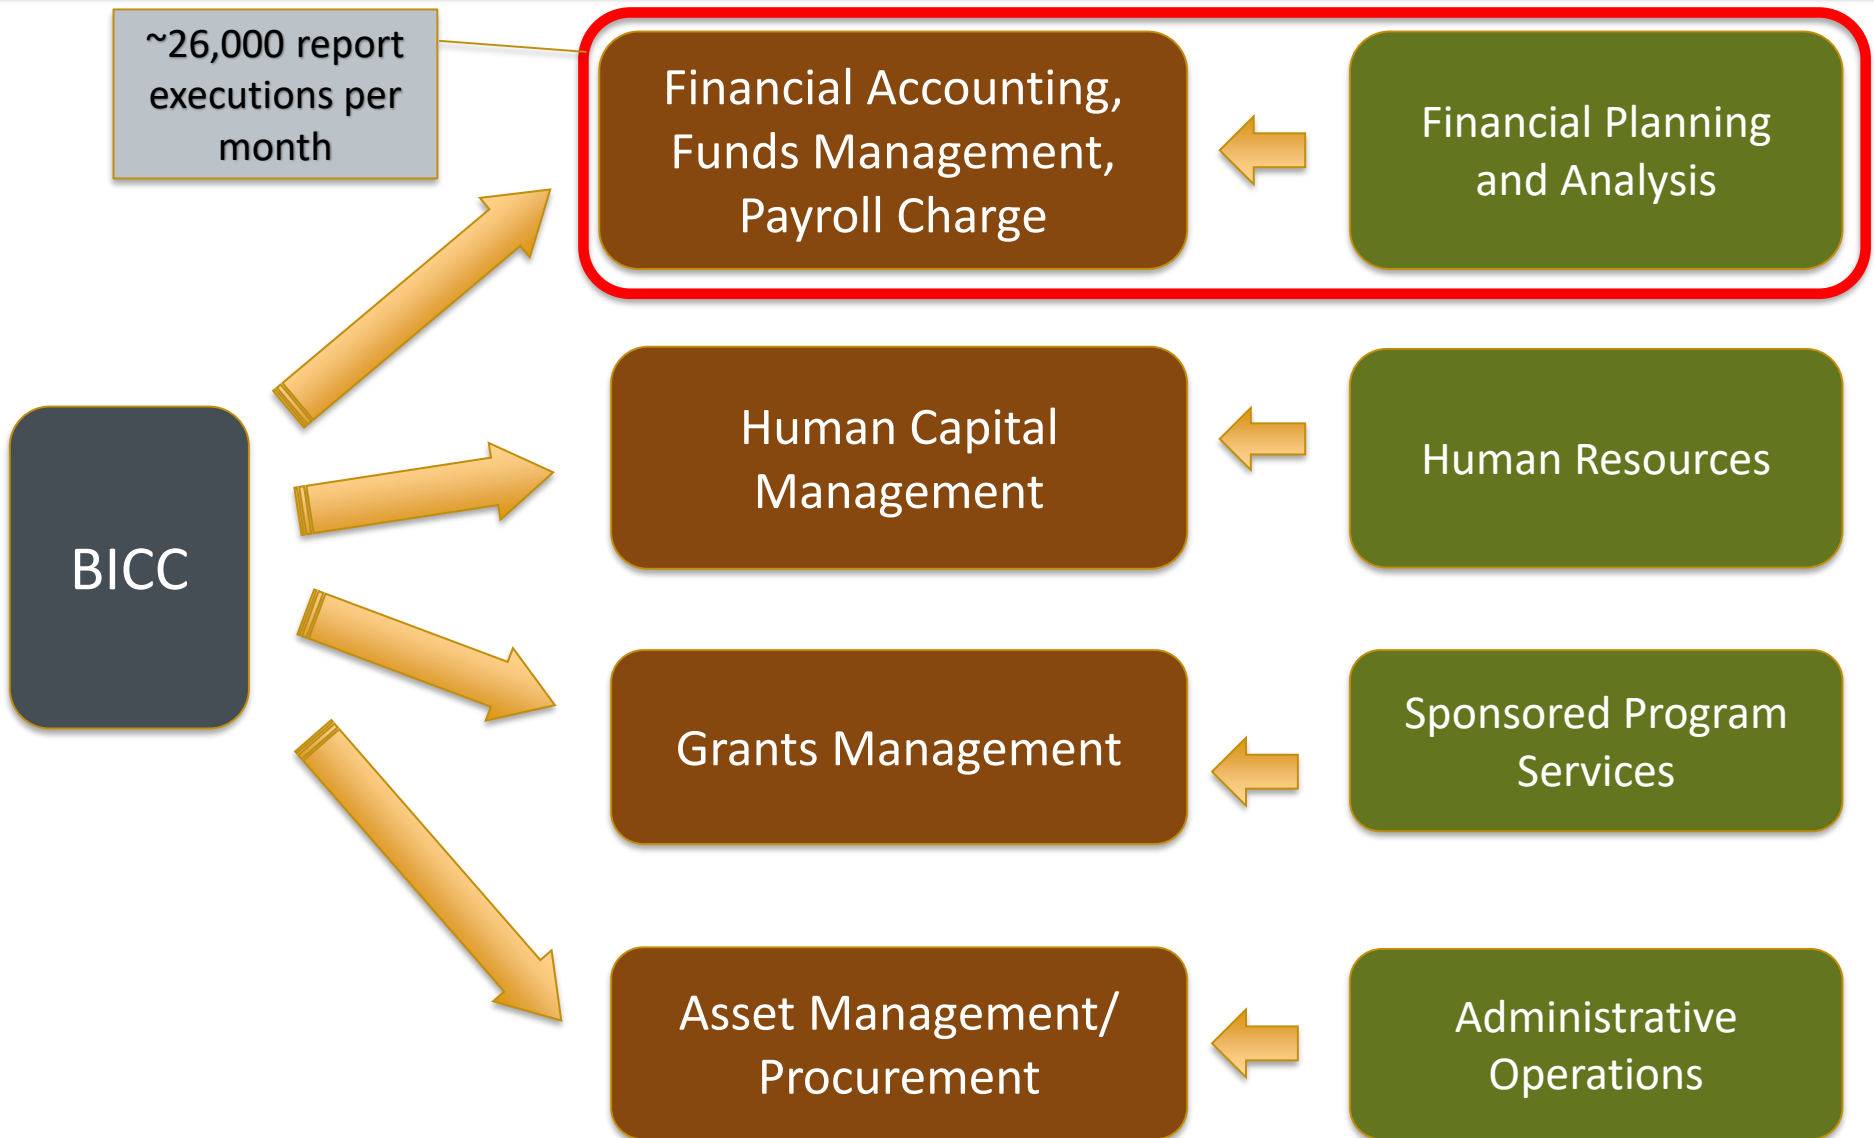 ~26,000 report
executions per
month
Financial Accounting,
Funds Management,
Payroll Charge
Financial Planning
and Analysis
BICC
Human Capital
Management
Human Resources
Grants Management
Sponsored Program
Services
Asset Management/
Procurement
Administrative
Operations